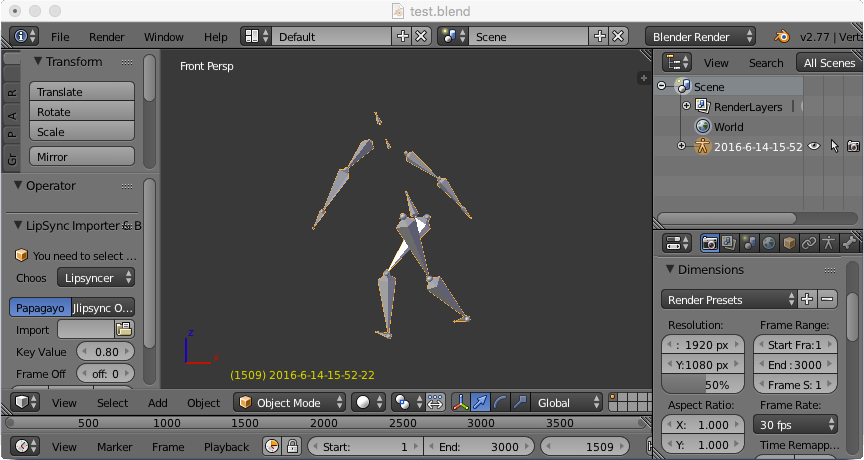 test.blend
File Render Window Help Default Scene Blender Render v2.77 | Verts
Transform
Translate
Rotate
Scale
Mirror
R
A
P
Gr
Operator
LipSync Importer & B
You need to select ...
Choos Lipsyncer
Papagayo Jlipsync O...
Import
Key Value 0.80
Frame Off off: 0
Front Persp
z
x
(1509) 2016-6-14-15-52-22
View Select Add Object Object Mode Global
500 1000 1500 2000 2500 3000 3500
View Marker Frame Playback Start: 1 End: 3000 1509
View Search All Scenes
Scene
RenderLayers |
World
2016-6-14-15-52
Dimensions
Render Presets
Resolution: Frame Range:
: 1920 px Start Fra:1
Y:1080 px End :3000
50% Frame S: 1
Aspect Ratio: Frame Rate:
X: 1.000 30 fps
Y: 1.000 Time Remapp...